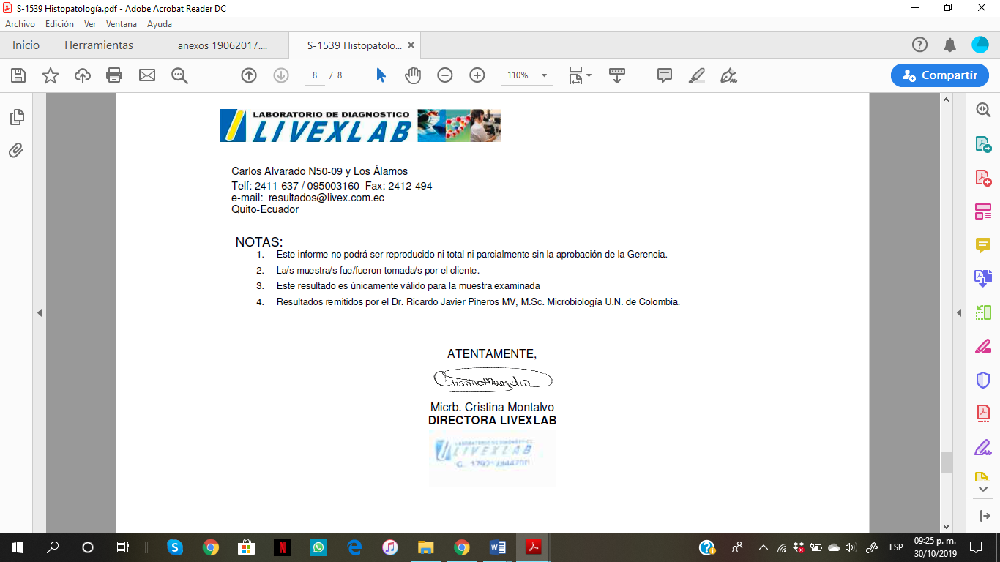 S-1539 Histopatología.pdf - Adobe Acrobat Reader DC
Archivo Edición Ver Ventana Ayuda
Inicio Herramientas anexos 19062017.... S-1539 Histopatolo... ×
8 / 8 110% Compartir
LABORATORIO DE DIAGNOSTICO
LIVEXLAB
Carlos Alvarado N50-09 y Los Álamos
Telf: 2411-637 / 095003160 Fax: 2412-494
e-mail: resultados@livex.com.ec
Quito-Ecuador
NOTAS:
1. Este informe no podrá ser reproducido ni total ni parcialmente sin la aprobación de la Gerencia.
2. La/s muestra/s fue/fueron tomada/s por el cliente.
3. Este resultado es únicamente válido para la muestra examinada
4. Resultados remitidos por el Dr. Ricardo Javier Piñeros MV, M.Sc. Microbiología U.N. de Colombia.
ATENTAMENTE,
Micrb. Cristina Montalvo
DIRECTORA LIVEXLAB
LABORATORIO DE DIAGNOSTICO
LIVEXLAB
ESP 09:25 p. m.
30/10/2019